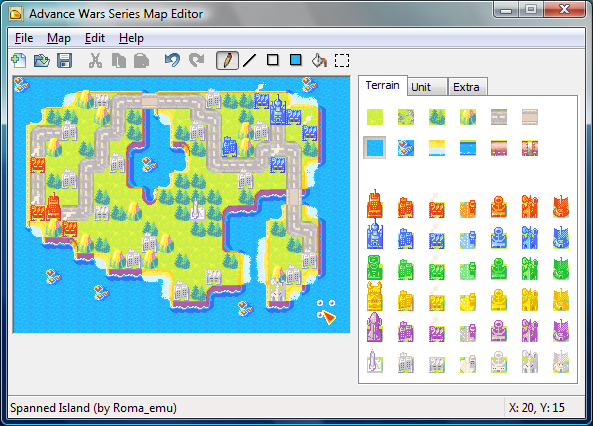 Advance Wars Series Map Editor
File Map Edit Help
Terrain Unit Extra
Spanned Island (by Roma_emu) X: 20, Y: 15